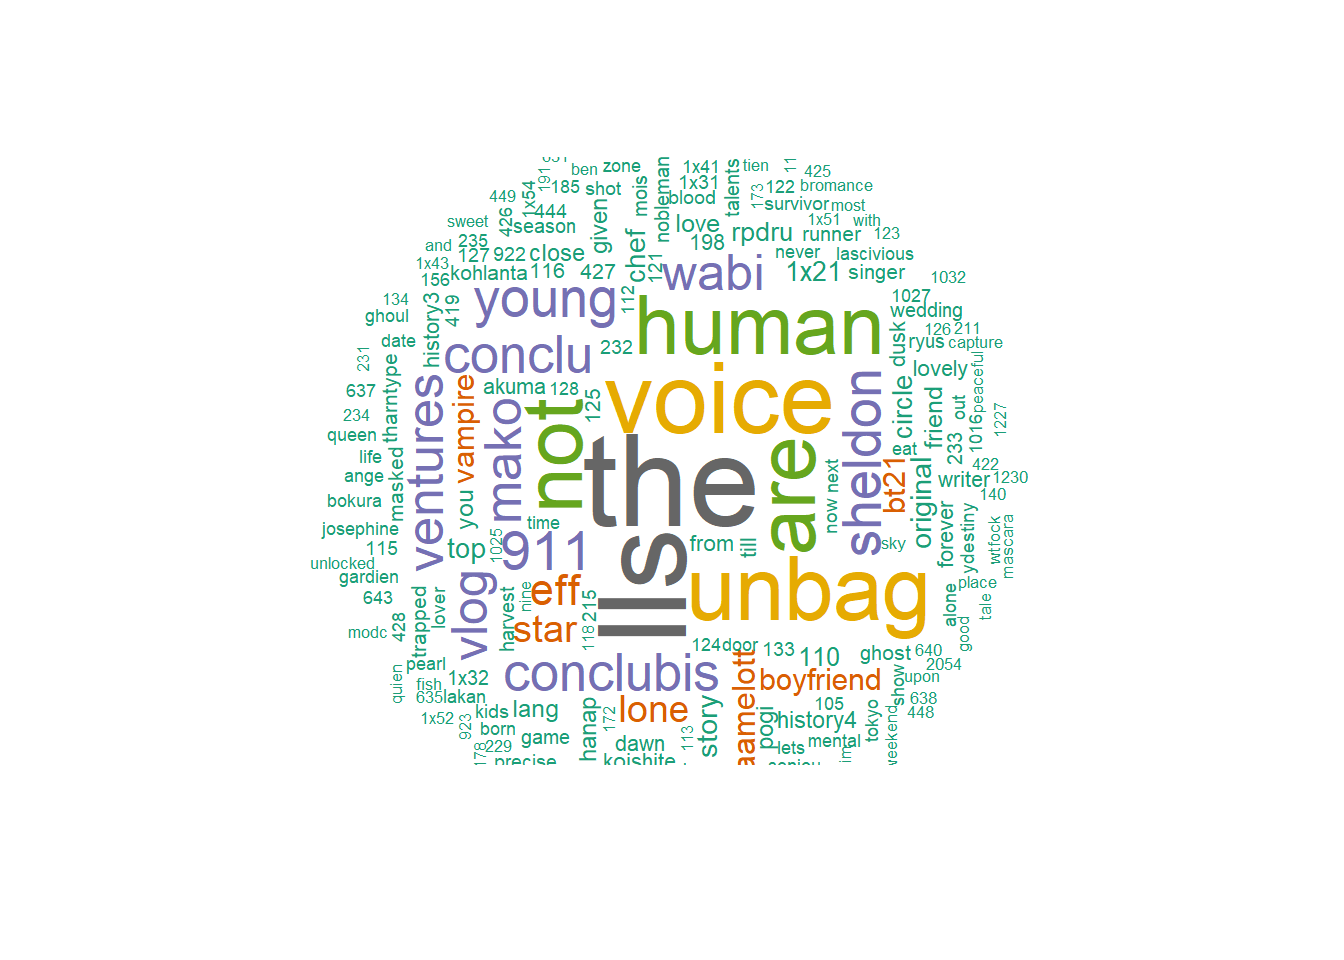 ben
zone
1x41
tien
11
425
191
185
shot
mois
nobleman
1x31
blood
talents
173
122
bromance
449
1x54
444
survivor
most
sweet
426
season
given
love
rpdru
runner
1x51
with
123
and
235
127
922
close
chef
198
never
lascivious
1x43
kohlanta
116
427
121
wabi
1x21
singer
1032
156
134
419
young
112
human
1027
wedding
ghoul
history3
dusk
126
211
date
conclu
232
ryus
capture
231
tharntype
akuma
128
voice
sheldon
lovely
peaceful
637
vampire
125
circle
friend
out
234
ventures
mako
not
the
are
eat
1016
1227
queen
233
life
masked
you
now
next
bt21
original
422
1230
ange
writer
140
bokura
time
josephine
911
from
till
sky
forever
ydestiny
wtfock
mascara
115
top
1025
ls
unlocked
gardien
vlog
eff
unbag
place
643
trapped
lover
harvest
nine
215
ll
alone
tale
modc
428
star
118
good
quien
pearl
conclubis
124
door
133
110
ghost
640
2054
fish
1x32
aamelott
boyfriend
show
upon
635
lakan
lone
105
638
1x52
kids
lang
hanap
172
story
pogi
history4
tokyo
448
923
born
game
dawn
113
lets
mental
weekend
178
229
precise
koishite
im